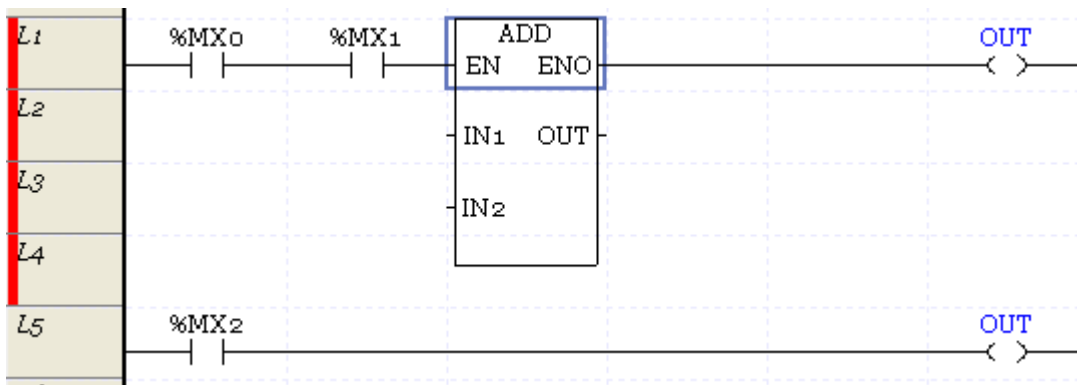 L1 %MX0 %MX1 ADD OUT
EN ENO
L2
IN1 OUT
L3
IN2
L4
L5 %MX2 OUT